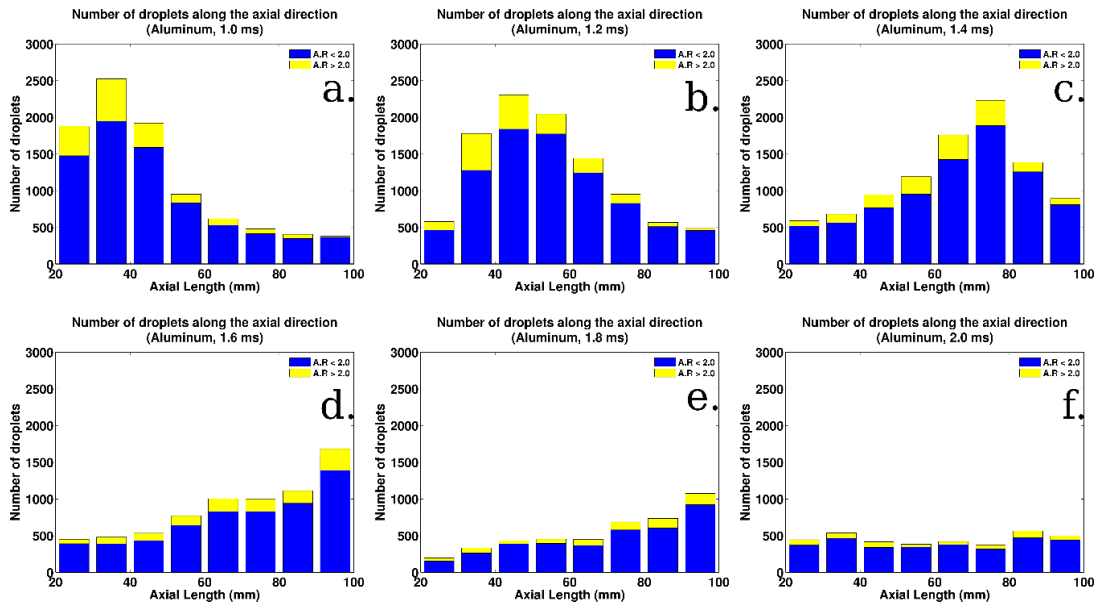 Number of droplets along the axial direction
(Aluminum, 1.0 ms)
3000
2500
2000
1500
1000
500
0
20
40
60
80
100
Number of droplets
Axial Length (mm)
A.R < 2.0
A.R > 2.0
a.
Number of droplets along the axial direction
(Aluminum, 1.2 ms)
3000
2500
2000
1500
1000
500
0
20
40
60
80
100
Number of droplets
Axial Length (mm)
A.R < 2.0
A.R > 2.0
b.
Number of droplets along the axial direction
(Aluminum, 1.4 ms)
3000
2500
2000
1500
1000
500
0
20
40
60
80
100
Number of droplets
Axial Length (mm)
A.R < 2.0
A.R > 2.0
c.
Number of droplets along the axial direction
(Aluminum, 1.6 ms)
3000
2500
2000
1500
1000
500
0
20
40
60
80
100
Number of droplets
Axial Length (mm)
A.R < 2.0
A.R > 2.0
d.
Number of droplets along the axial direction
(Aluminum, 1.8 ms)
3000
2500
2000
1500
1000
500
0
20
40
60
80
100
Number of droplets
Axial Length (mm)
A.R < 2.0
A.R > 2.0
e.
Number of droplets along the axial direction
(Aluminum, 2.0 ms)
3000
2500
2000
1500
1000
500
0
20
40
60
80
100
Number of droplets
Axial Length (mm)
A.R < 2.0
A.R > 2.0
f.